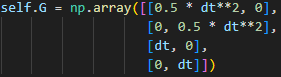 self.G = np.array([[0.5 * dt**2, 0],
[0, 0.5 * dt**2],
[dt, 0],
[0, dt]])